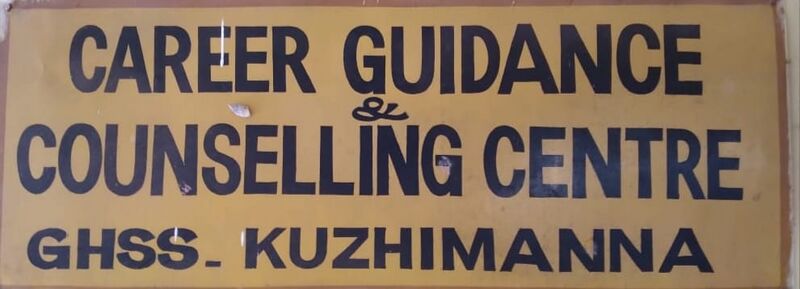 CAREER GUIDANCE
&
COUNSELLING CENTRE
GHSS- KUZHIMANNA